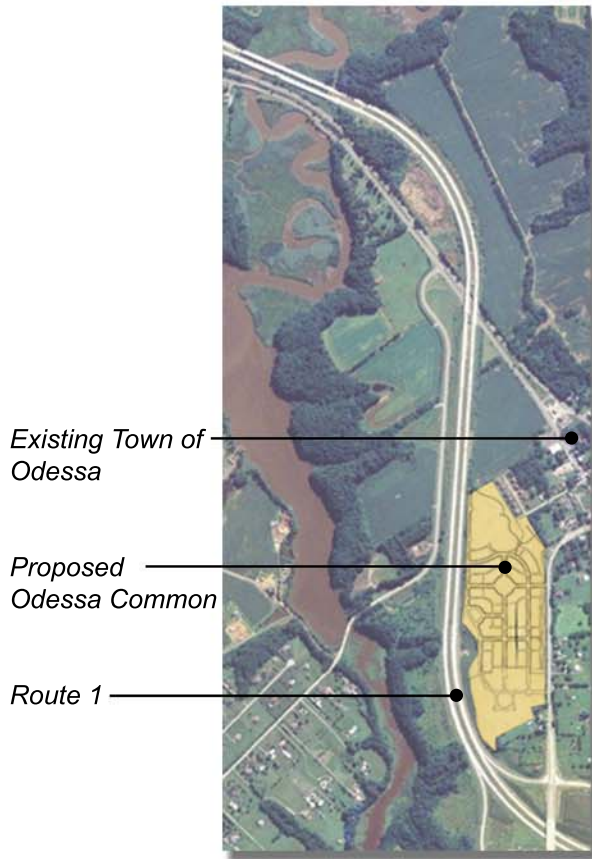 Existing Town of
Odessa
Proposed
Odessa Common
Route 1